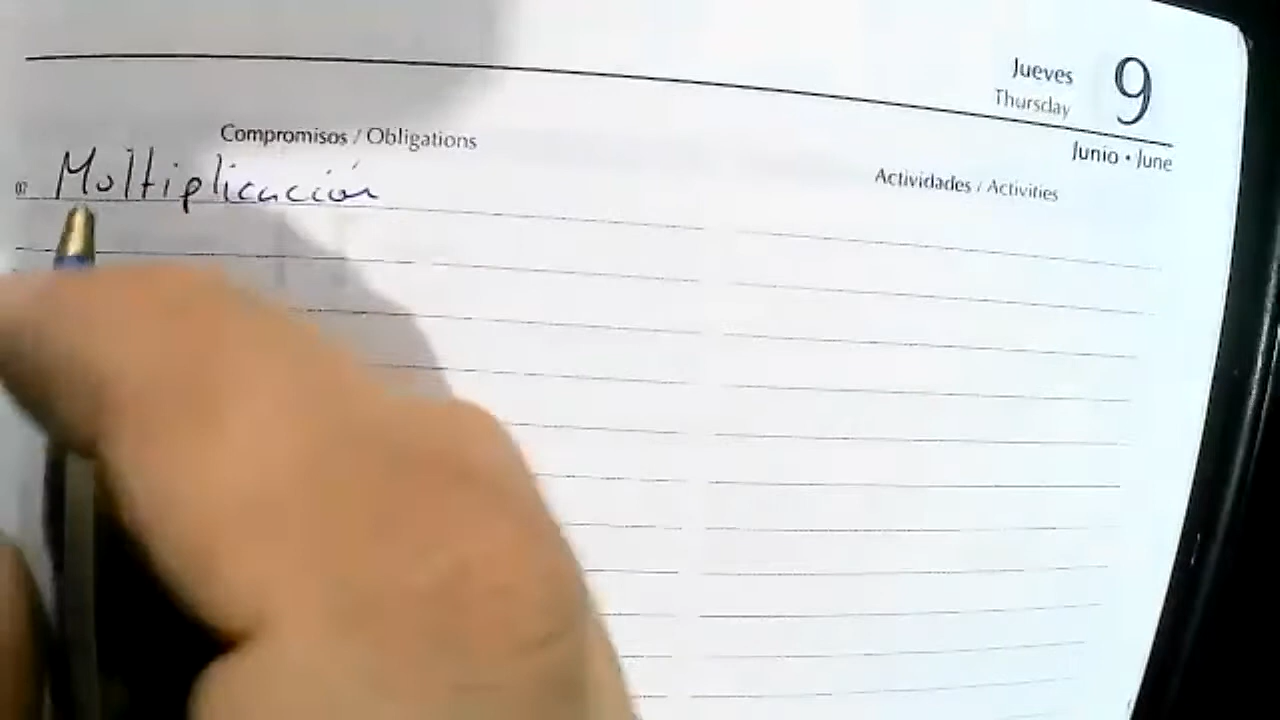 Jueves 9
Thursday
Junio • June
Compromisos / Obligations
Actividades / Activities
07 Multiplicación